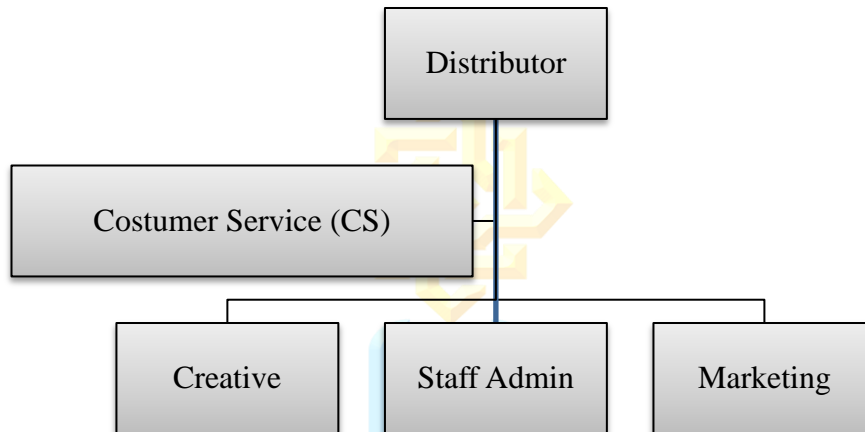 Distributor
Costumer Service (CS)
Creative
Staff Admin
Marketing